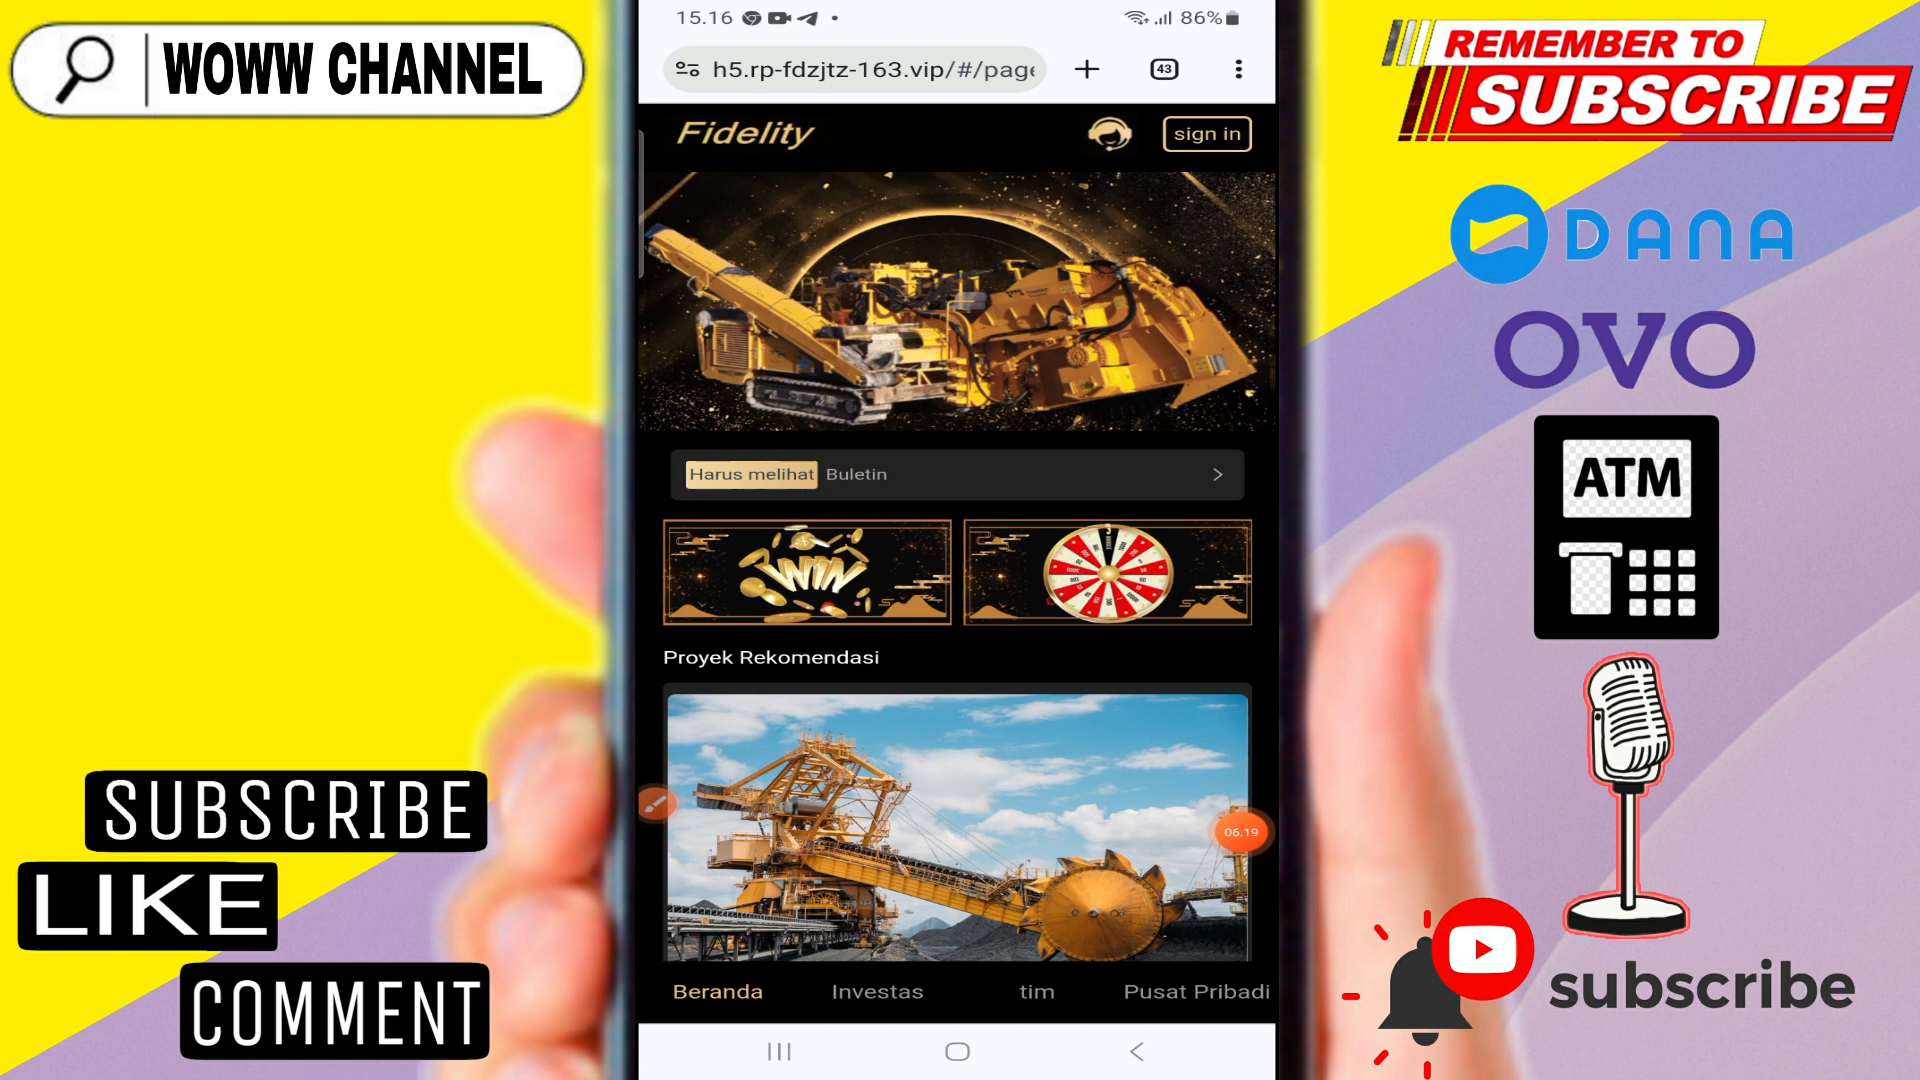 WOWW CHANNEL
15.16
86%
h5.rp-fdzjtz-163.vip/#/page
43
Fidelity
sign in
Harus melihat Buletin
WIN
Proyek Rekomendasi
06.19
Beranda Investas tim Pusat Pribadi
SUBSCRIBE
LIKE
COMMENT
REMEMBER TO
SUBSCRIBE
DANA
OVO
ATM
subscribe